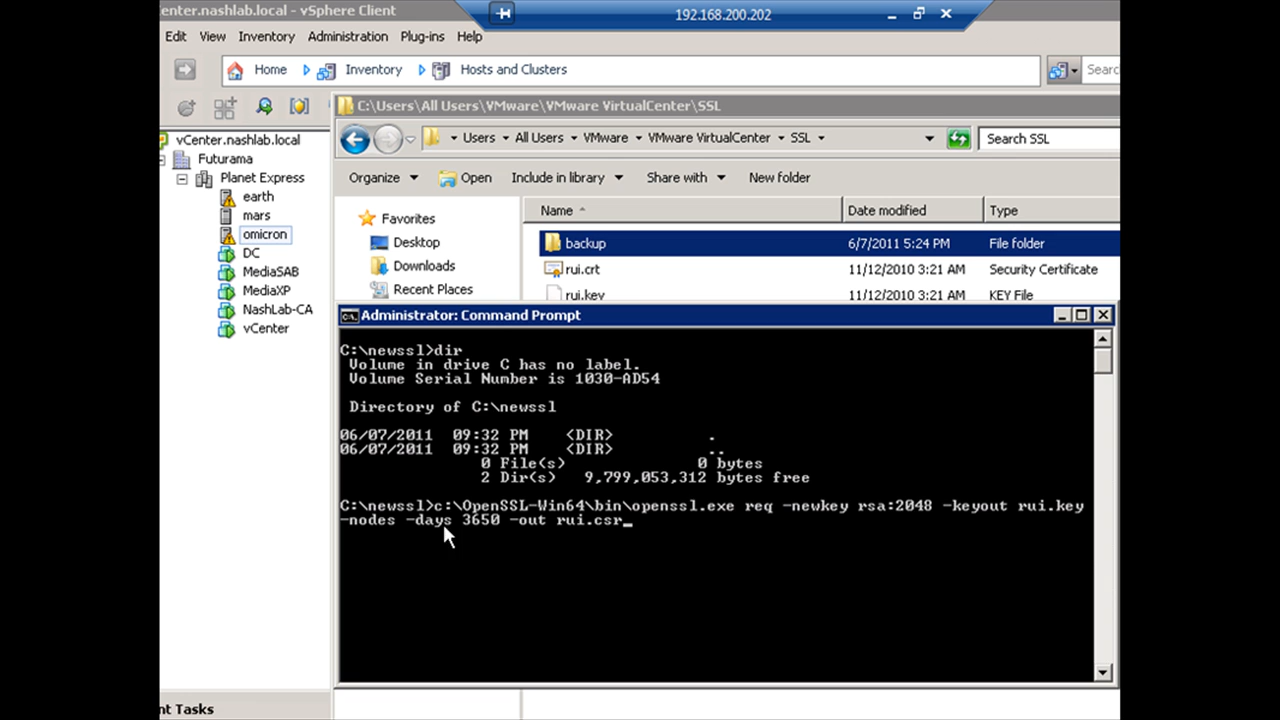 enter.nashlab.local - vSphere Client
192.168.200.202
Edit View Inventory Administration Plug-ins Help
Home Inventory Hosts and Clusters
Searc
C:\Users\All Users\VMware\VMware VirtualCenter\SSL
Users All Users VMware VMware VirtualCenter SSL
Search SSL
Organize Open Include in library Share with New folder
vCenter.nashlab.local
Futurama
Planet Express
earth
mars
omicron
DC
MediaSAB
MediaXP
NashLab-CA
vCenter
Favorites
Desktop
Downloads
Recent Places
Name Date modified Type
backup 6/7/2011 5:24 PM File folder
rui.crt 11/12/2010 3:21 AM Security Certificate
rui.key 11/12/2010 3:21 AM KEY File
Administrator: Command Prompt
C:\newssl>dir
Volume in drive C has no label.
Volume Serial Number is 1030-AD54
Directory of C:\newssl
06/07/2011 09:32 PM <DIR> .
06/07/2011 09:32 PM <DIR> ..
0 File(s) 0 bytes
2 Dir(s) 9,799,053,312 bytes free
C:\newssl>c:\OpenSSL-Win64\bin\openssl.exe req -newkey rsa:2048 -keyout rui.key
-nodes -days 3650 -out rui.csr_
nt Tasks